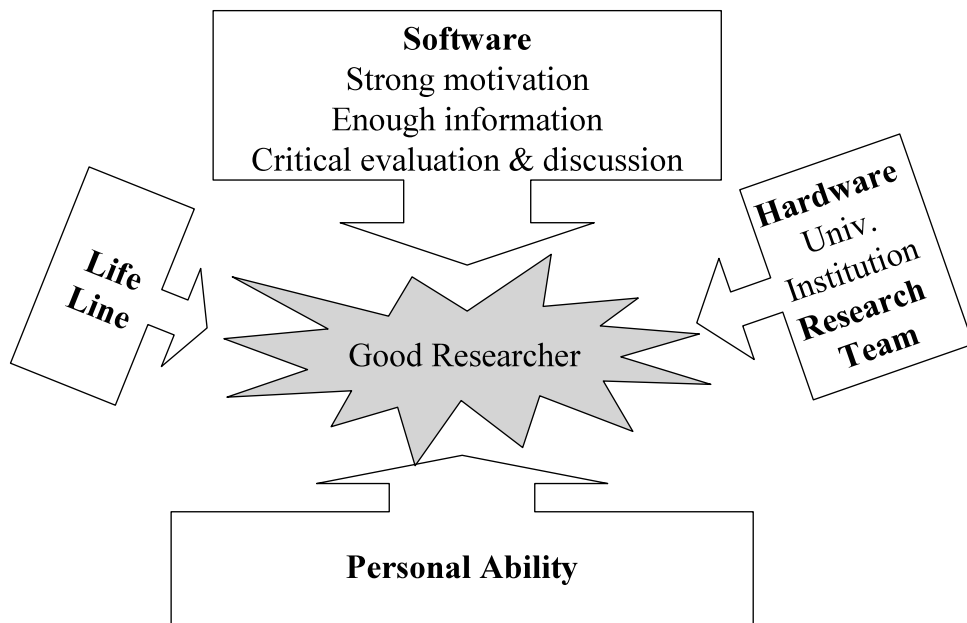 Software
Strong motivation
Enough information
Critical evaluation & discussion
Life
Line
Hardware
Univ.
Institution
Research
Team
Good Researcher
Personal Ability